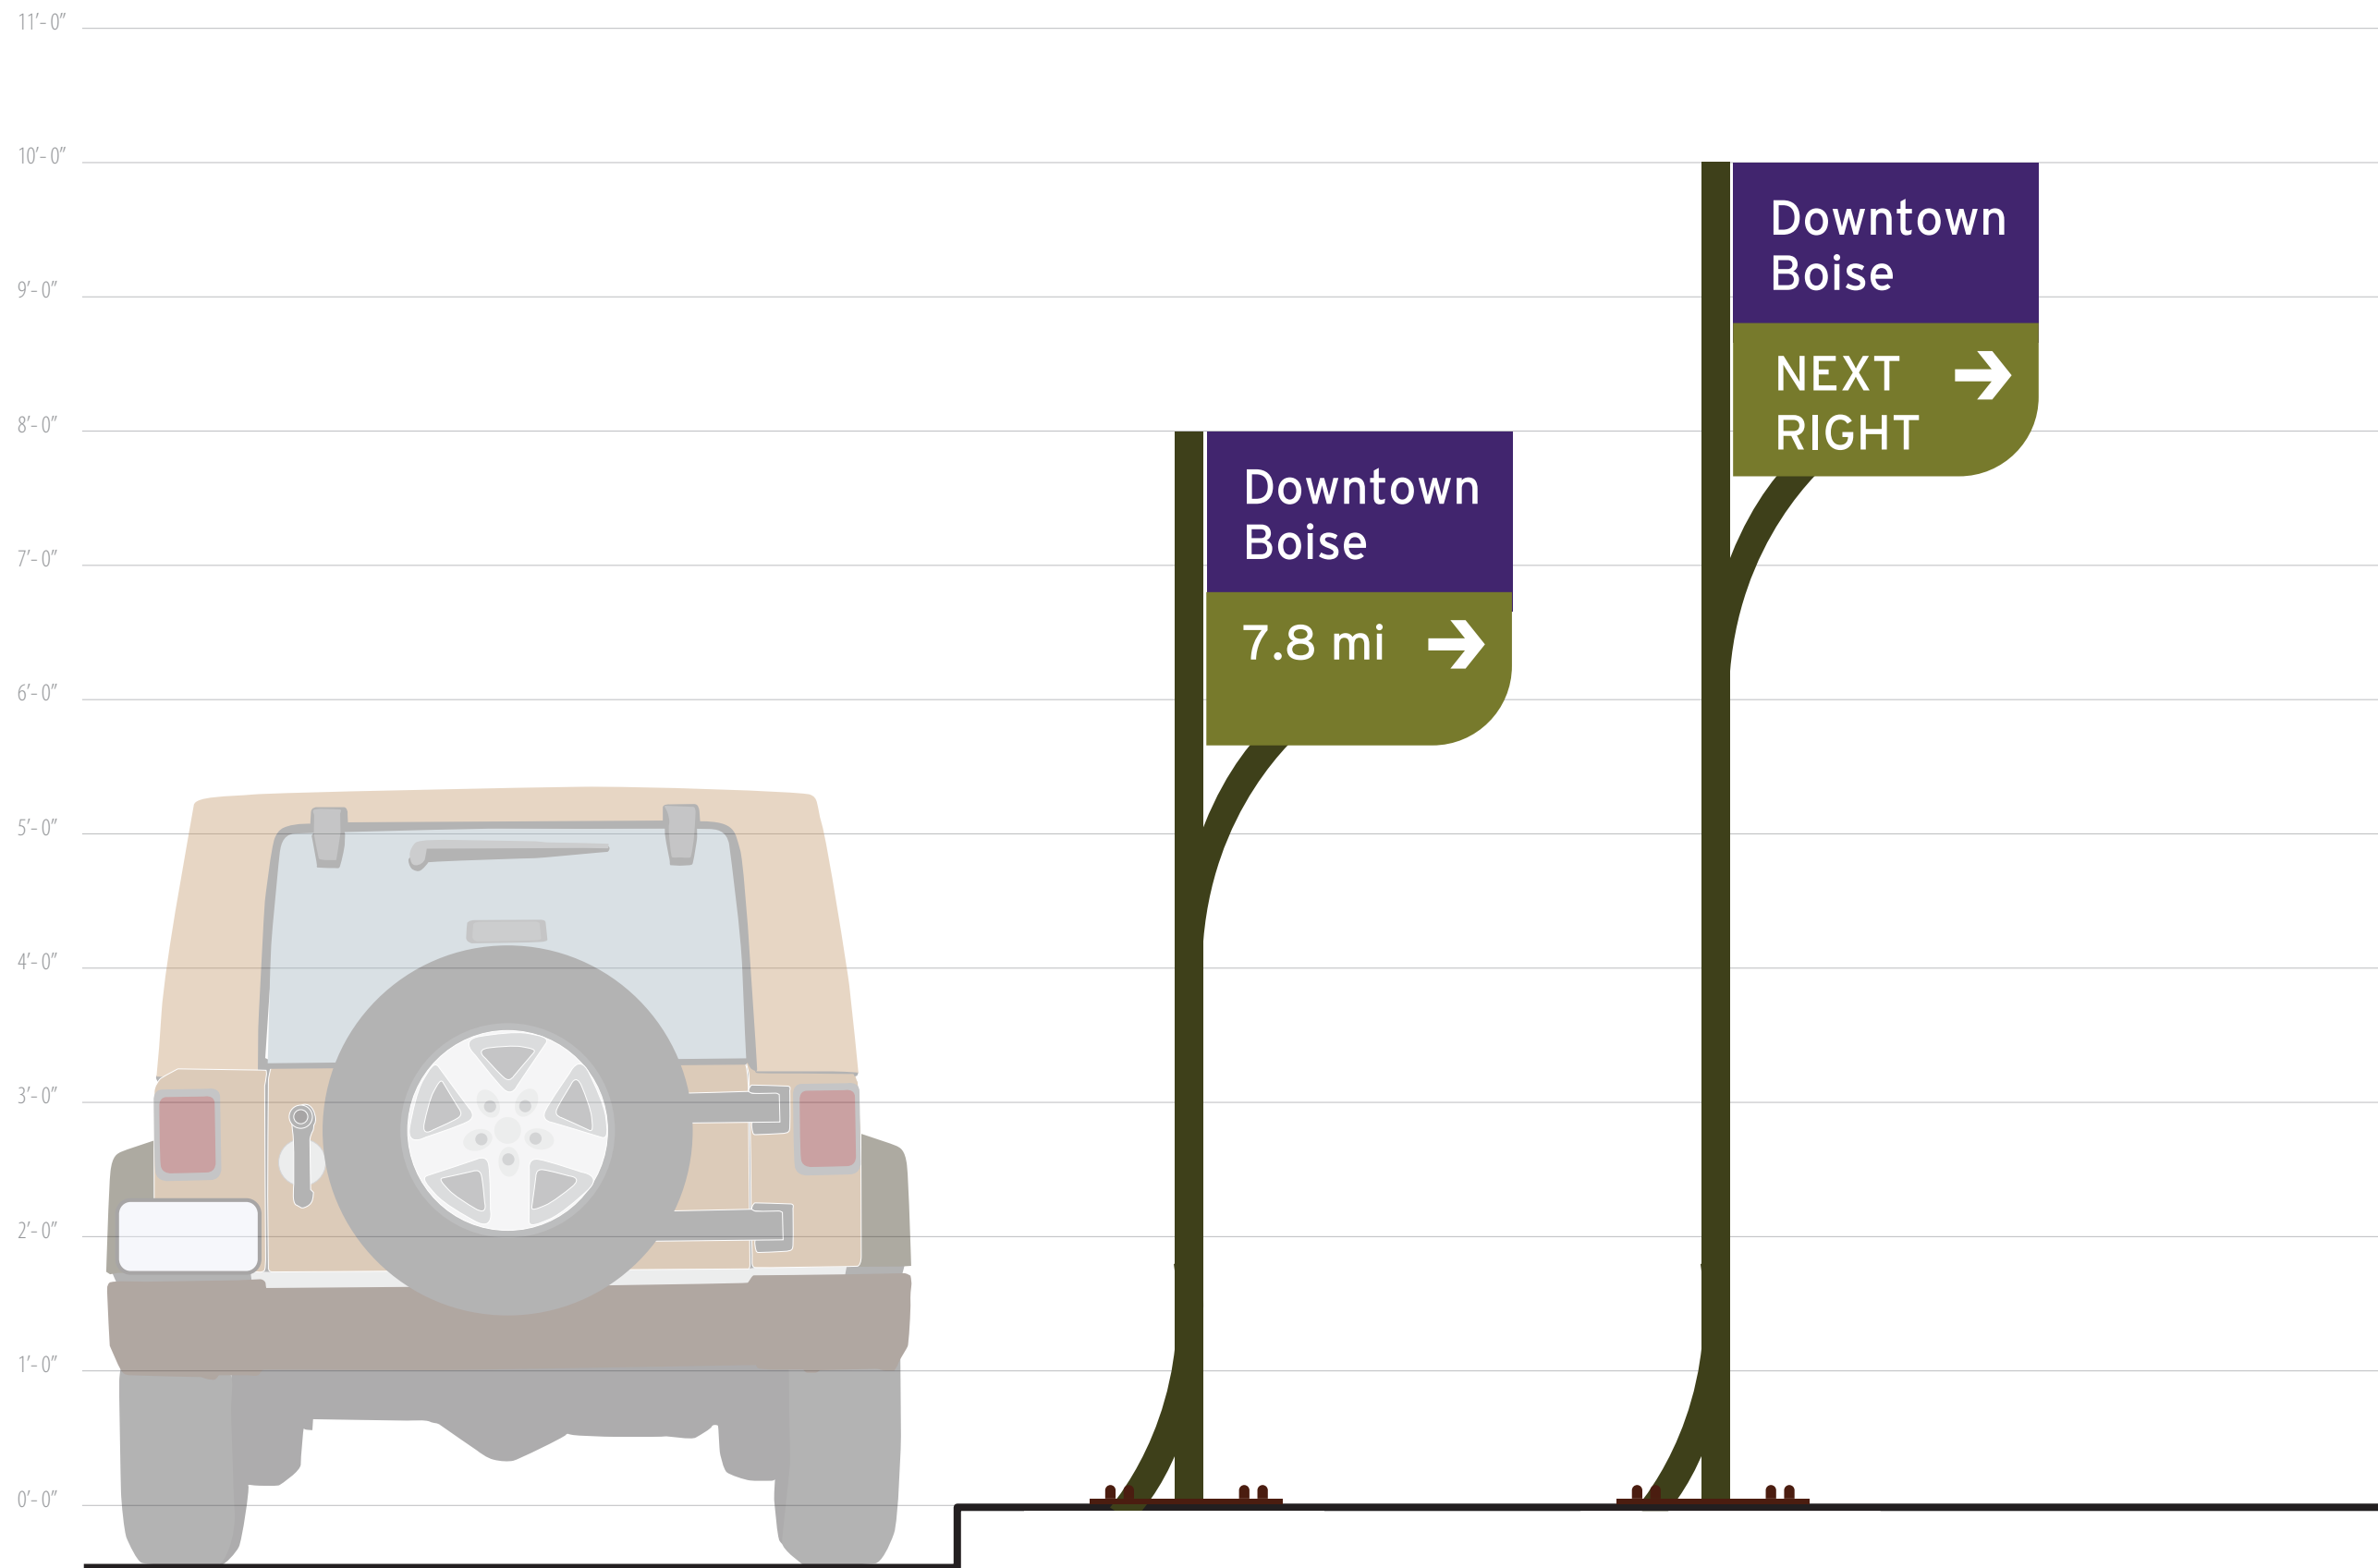 11'- 0"
10'- 0"
9'- 0"
8'- 0"
7'- 0"
6'- 0"
5'- 0"
4'- 0"
3'- 0"
2'- 0"
1'- 0"
0'- 0"
Downtown
Boise
7.8 mi
Downtown
Boise
NEXT
RIGHT